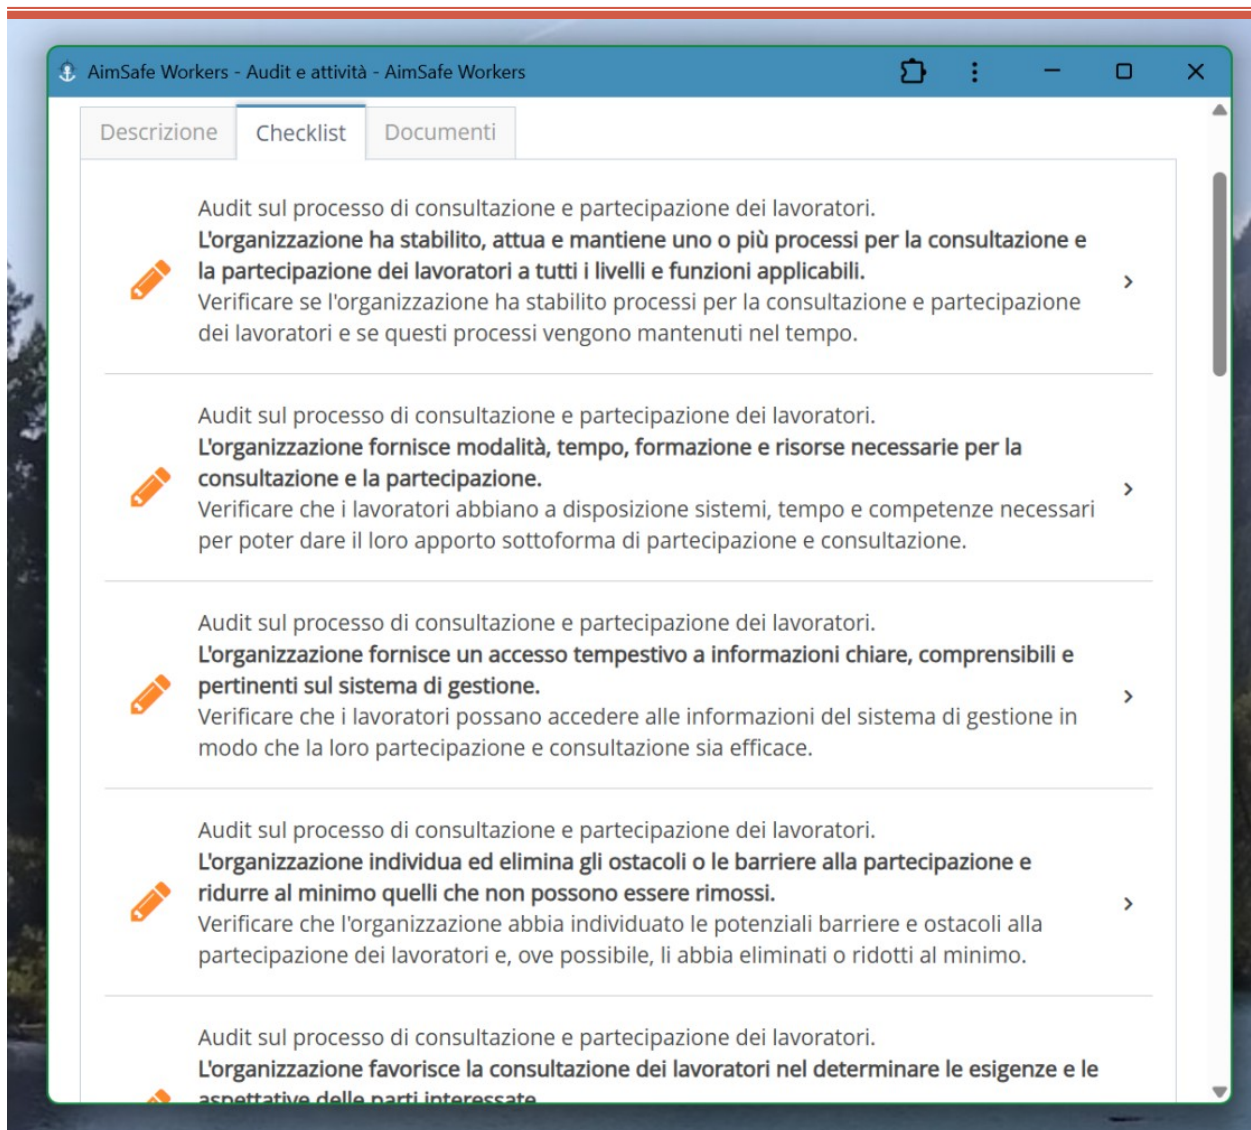 AimSafe Workers - Audit e attività - AimSafe Workers
Descrizione
Checklist
Documenti
Audit sul processo di consultazione e partecipazione dei lavoratori.
L'organizzazione ha stabilito, attua e mantiene uno o più processi per la consultazione e
la partecipazione dei lavoratori a tutti i livelli e funzioni applicabili.
Verificare se l'organizzazione ha stabilito processi per la consultazione e partecipazione
dei lavoratori e se questi processi vengono mantenuti nel tempo.
Audit sul processo di consultazione e partecipazione dei lavoratori.
L'organizzazione fornisce modalità, tempo, formazione e risorse necessarie per la
consultazione e la partecipazione.
Verificare che i lavoratori abbiano a disposizione sistemi, tempo e competenze necessari
per poter dare il loro apporto sottoforma di partecipazione e consultazione.
Audit sul processo di consultazione e partecipazione dei lavoratori.
L'organizzazione fornisce un accesso tempestivo a informazioni chiare, comprensibili e
pertinenti sul sistema di gestione.
Verificare che i lavoratori possano accedere alle informazioni del sistema di gestione in
modo che la loro partecipazione e consultazione sia efficace.
Audit sul processo di consultazione e partecipazione dei lavoratori.
L'organizzazione individua ed elimina gli ostacoli o le barriere alla partecipazione e
ridurre al minimo quelli che non possono essere rimossi.
Verificare che l'organizzazione abbia individuato le potenziali barriere e ostacoli alla
partecipazione dei lavoratori e, ove possibile, li abbia eliminati o ridotti al minimo.
Audit sul processo di consultazione e partecipazione dei lavoratori.
L'organizzazione favorisce la consultazione dei lavoratori nel determinare le esigenze e le
aspettative delle parti interessate